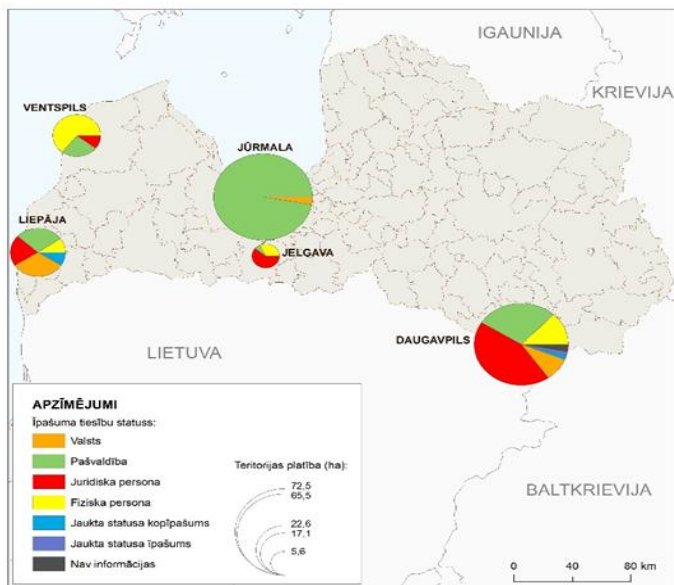 IGAUNIJA
KRIEVIJA
VENTSPILS
JŪRMALA
LIEPĀJA
JELGAVA
DAUGAVPILS
LIETUVA
BALTKRIEVIJA
APZĪMĒJUMI
Īpašuma tiesību statuss:
Valsts
Pašvaldība
Juridiska persona
Fiziska persona
Jaukta statusa kopīpašums
Jaukta statusa īpašums
Nav informācijas
Teritorijas platība (ha):
72,5
65,5
22,6
17,1
5,6
0 40 80 km